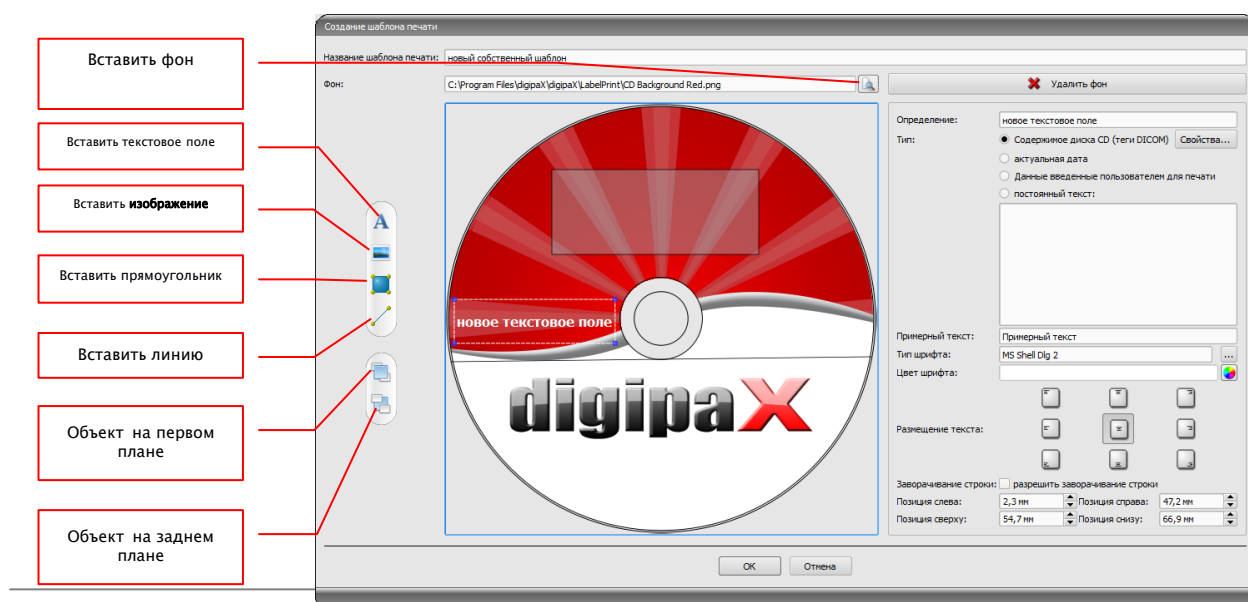 Создание шаблона печати
Вставить фон
Название шаблона печати: новый собственный шаблон
Фон: C:\Program Files\digipaX\digipaX\LabelPrint\CD Background Red.png
Удалить фон
Вставить текстовое поле
Вставить изображение
Вставить прямоугольник
Вставить линию
Объект на первом
плане
Объект на заднем
плане
A
новое текстовое поле
digipaX
Определение: новое текстовое поле
Тип: Содержимое диска CD (теги DICOM) Свойства...
актуальная дата
Данные введенные пользователем для печати
постоянный текст:
Примерный текст: Примерный текст
Тип шрифта: MS Shell Dlg 2 ...
Цвет шрифта:
Размещение текста:
Заворачивание строки: разрешить заворачивание строки
Позиция слева: 2,3 мм Позиция справа: 47,2 мм
Позиция сверху: 54,7 мм Позиция снизу: 66,9 мм
OK Отмена